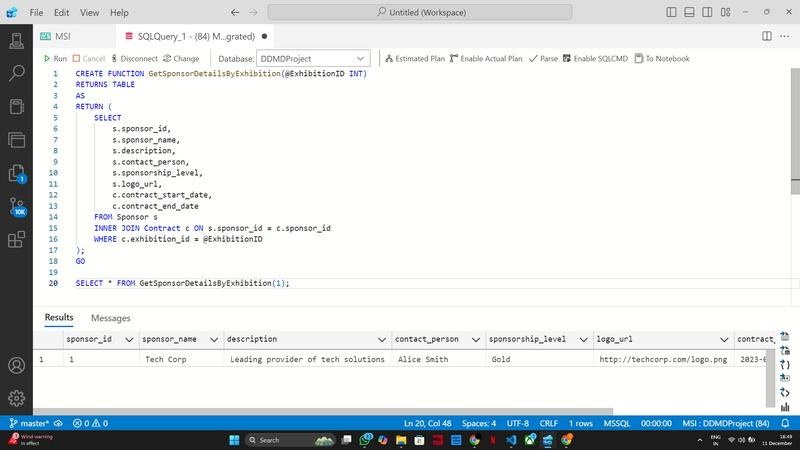 File Edit View Help
Untitled (Workspace)
MSI
SQLQuery_1 - (84) M...grated)
Run Cancel Disconnect Change Database: DDMDProject Estimated Plan Enable Actual Plan Parse Enable SQLCMD To Notebook
1 CREATE FUNCTION GetSponsorDetailsByExhibition(@ExhibitionID INT)
2 RETURNS TABLE
3 AS
4 RETURN (
5 SELECT
6 s.sponsor_id,
7 s.sponsor_name,
8 s.description,
9 s.contact_person,
10 s.sponsorship_level,
11 s.logo_url,
12 c.contract_start_date,
13 c.contract_end_date
14 FROM Sponsor s
15 INNER JOIN Contract c ON s.sponsor_id = c.sponsor_id
16 WHERE c.exhibition_id = @ExhibitionID
17 );
18 GO
19
20 SELECT * FROM GetSponsorDetailsByExhibition(1);
1
10K
Results Messages
sponsor_id sponsor_name description contact_person sponsorship_level logo_url contract_
1 1 Tech Corp Leading provider of tech solutions Alice Smith Gold http://techcorp.com/logo.png 2023-0
master* 0 0 Ln 20, Col 48 Spaces: 4 UTF-8 CRLF 1 rows MSSQL 00:00:00 MSI : DDMDProject (84)
Wind warning
In effect
Search
ENG
IN
16:49
11 December